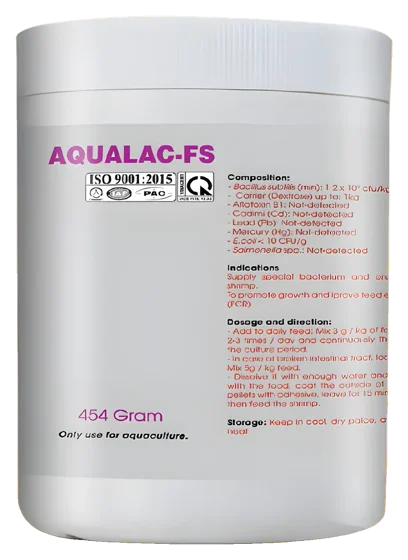 AQUALAC-FS
ISO 9001:2015
IAF PAC
Composition:
- Bacillus subtilis (min): 1.2 x 10⁹ cfu/kg
- Carrier (Dextrose) up to: 1kg
- Aflatoxin B1: Not-detected
- Cadimi (Cd): Not-detected
- Lead (Pb): Not-detected
- Mercury (Hg): Not-detected
- E.coli < 10 CFU/g
- Salmonella spp.: Not-detected
Indications
Supply special bacterium and
shrimp.
To promote growth and iprove feed
(FCR)
Dosage and direction:
- Add to daily feed: Mix 3 g / kg of
2-3 times / day and continuously
the culture period.
- In case of broken intestinal tract,
Mix 5g / kg feed.
- Dissolve it with enough water
with the food, coat the outside of
pellets with adhesive, leave for 15
then feed the shrimp.
Storage: Keep in cool, dry palce,
heat
454 Gram
Only use for aquaculture.